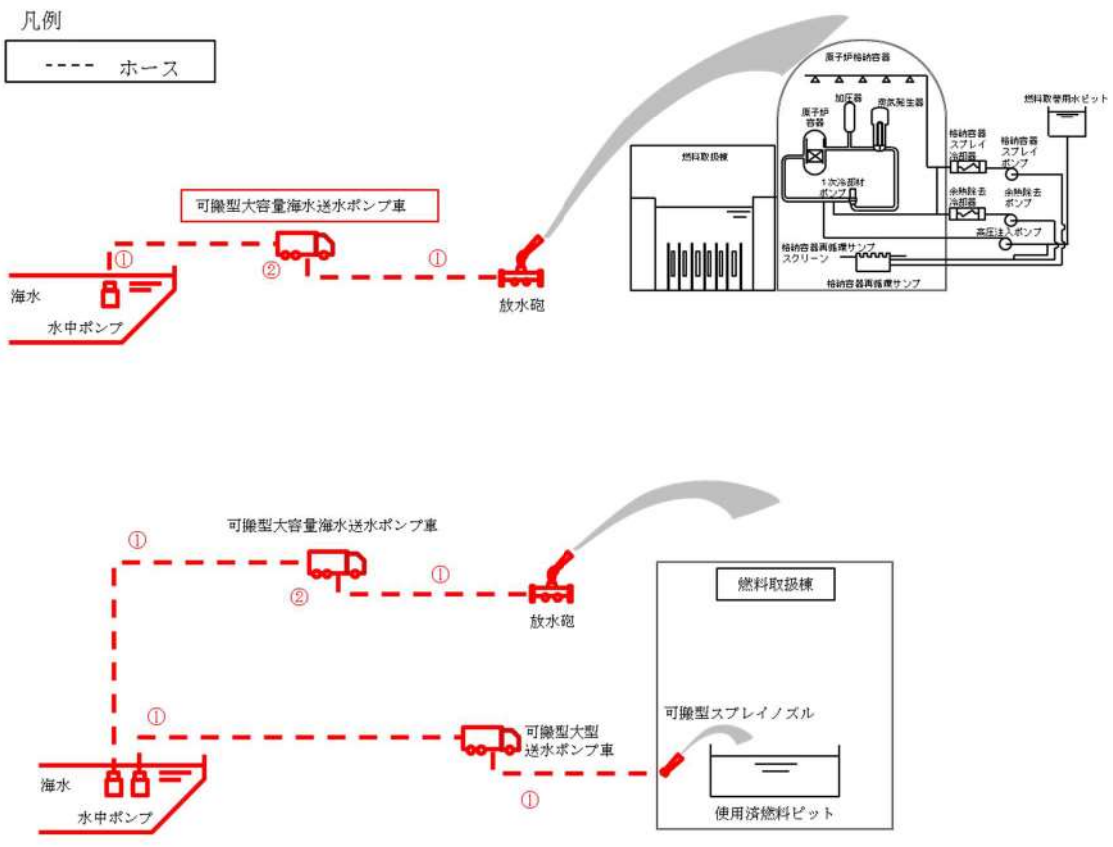 凡例
ホース
原子炉格納容器
加圧器
蒸気発生器
原子炉
容器
1次冷却材
ポンプ
燃料取替用水ピット
格納容器
スプレイ
冷却器
格納容器
スプレイ
ポンプ
余熱除去
冷却器
余熱除去
ポンプ
高圧注入ポンプ
格納容器再循環サンプ
スクリーン
格納容器再循環サンプ
燃料取扱棟
可搬型大容量海水送水ポンプ車
①
②
①
海水
水中ポンプ
放水砲
可搬型大容量海水送水ポンプ車
①
②
①
放水砲
燃料取扱棟
①
可搬型大型
送水ポンプ車
可搬型スプレイノズル
①
海水
水中ポンプ
使用済燃料ピット